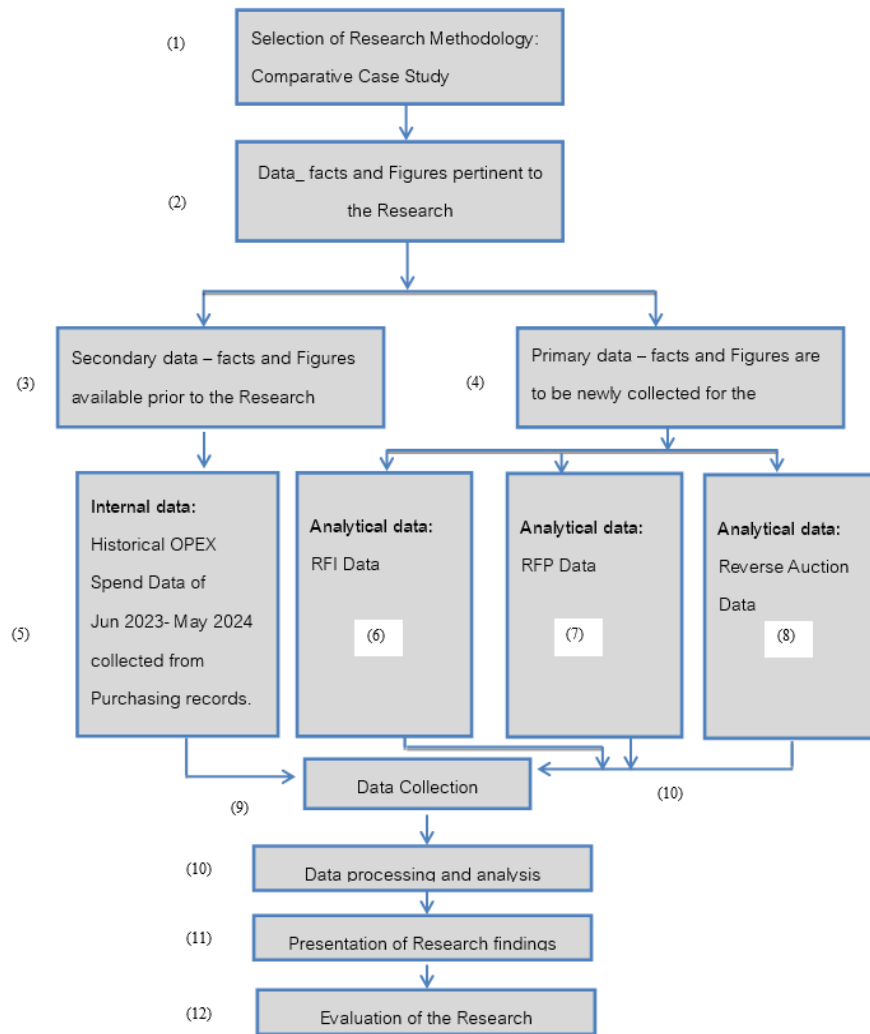 (1)
Selection of Research Methodology:
Comparative Case Study
(2)
Data_ facts and Figures pertinent to
the Research
(3)
Secondary data – facts and Figures
available prior to the Research
(4)
Primary data – facts and Figures are
to be newly collected for the
(5)
Internal data:
Historical OPEX
Spend Data of
Jun 2023- May 2024
collected from
Purchasing records.
Analytical data:
RFI Data
(6)
Analytical data:
RFP Data
(7)
Analytical data:
Reverse Auction
Data
(8)
Data Collection
(9)
(10)
(10)
Data processing and analysis
(11)
Presentation of Research findings
(12)
Evaluation of the Research